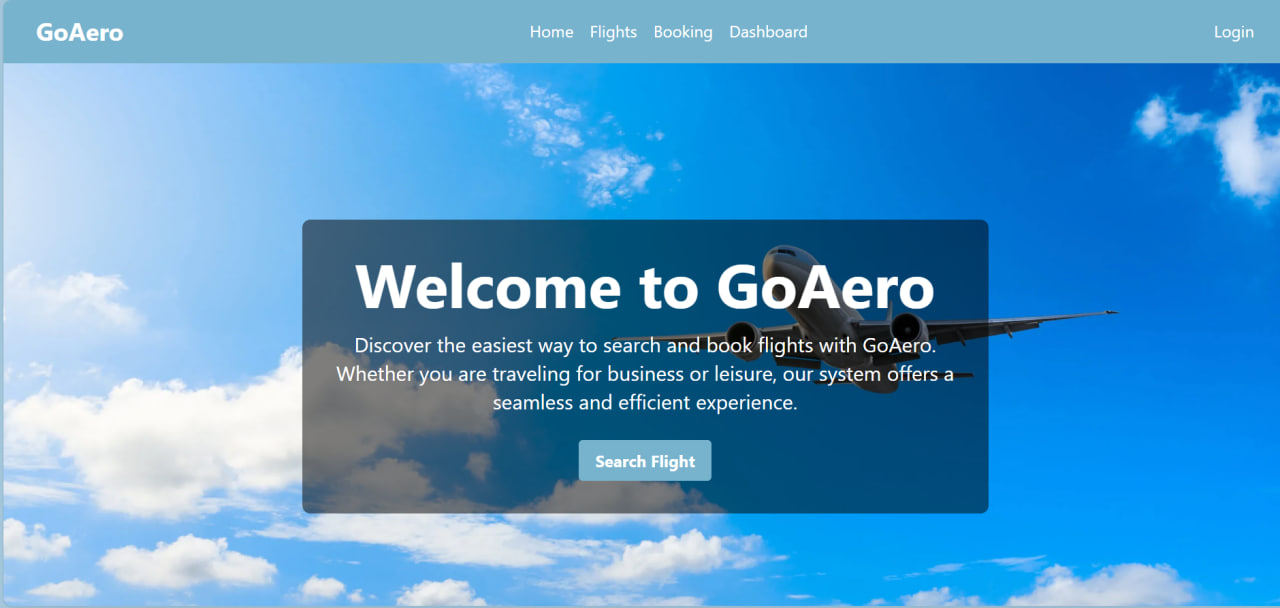 GoAero
Home Flights Booking Dashboard
Login
Welcome to GoAero
Discover the easiest way to search and book flights with GoAero.
Whether you are traveling for business or leisure, our system offers a
seamless and efficient experience.
Search Flight